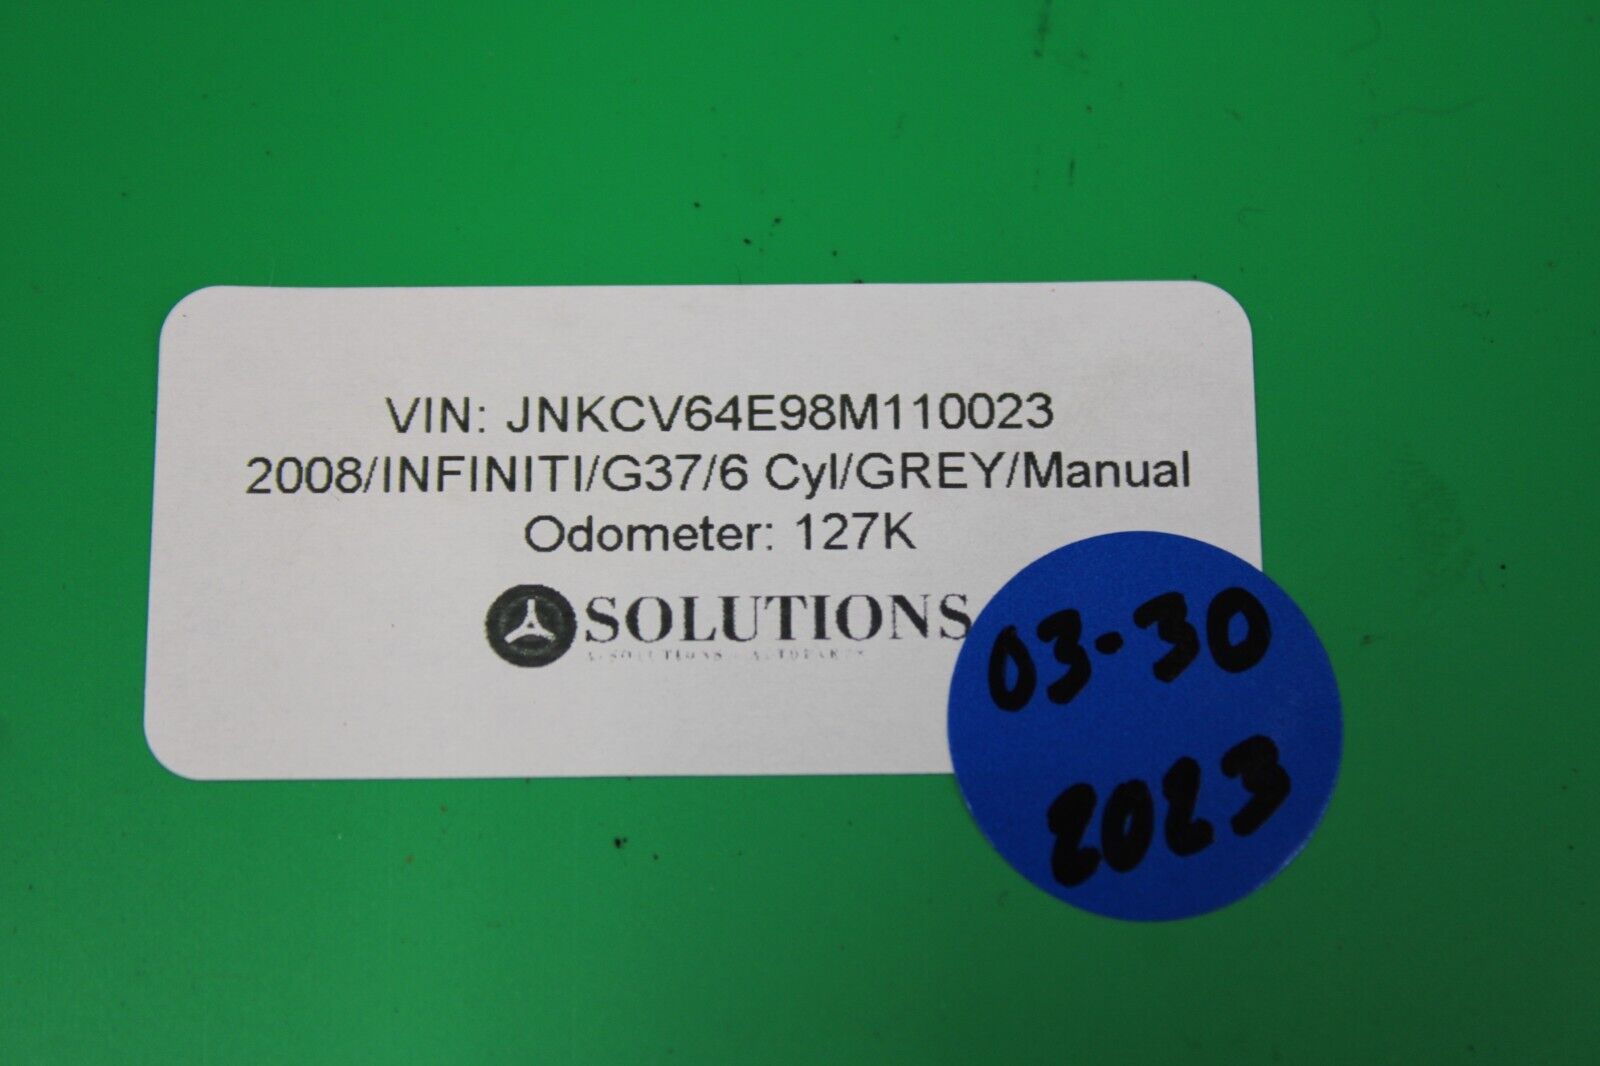 VIN: JNKCV64E98M110023
2008/INFINITI/G37/6 Cyl/GREY/Manual
Odometer: 127K
SOLUTIONS
03-30
2023